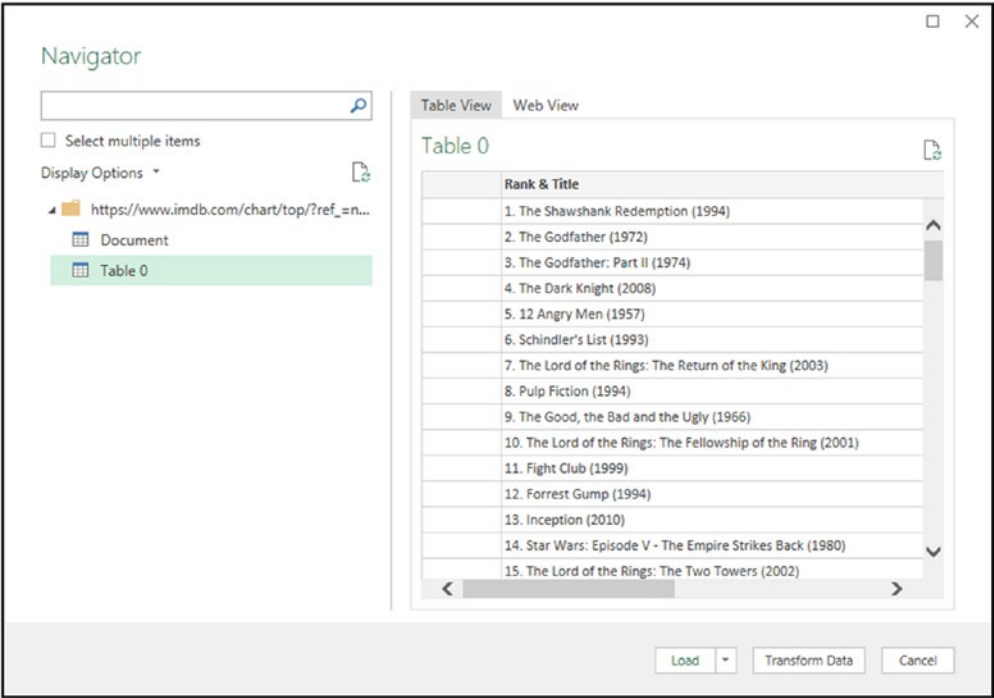 Navigator
Select multiple items
Display Options
https://www.imdb.com/chart/top/?ref_=n...
Document
Table 0
Table View
Web View
Table 0
Rank & Title
1. The Shawshank Redemption (1994)
2. The Godfather (1972)
3. The Godfather: Part II (1974)
4. The Dark Knight (2008)
5. 12 Angry Men (1957)
6. Schindler's List (1993)
7. The Lord of the Rings: The Return of the King (2003)
8. Pulp Fiction (1994)
9. The Good, the Bad and the Ugly (1966)
10. The Lord of the Rings: The Fellowship of the Ring (2001)
11. Fight Club (1999)
12. Forrest Gump (1994)
13. Inception (2010)
14. Star Wars: Episode V - The Empire Strikes Back (1980)
15. The Lord of the Rings: The Two Towers (2002)
Load
Transform Data
Cancel